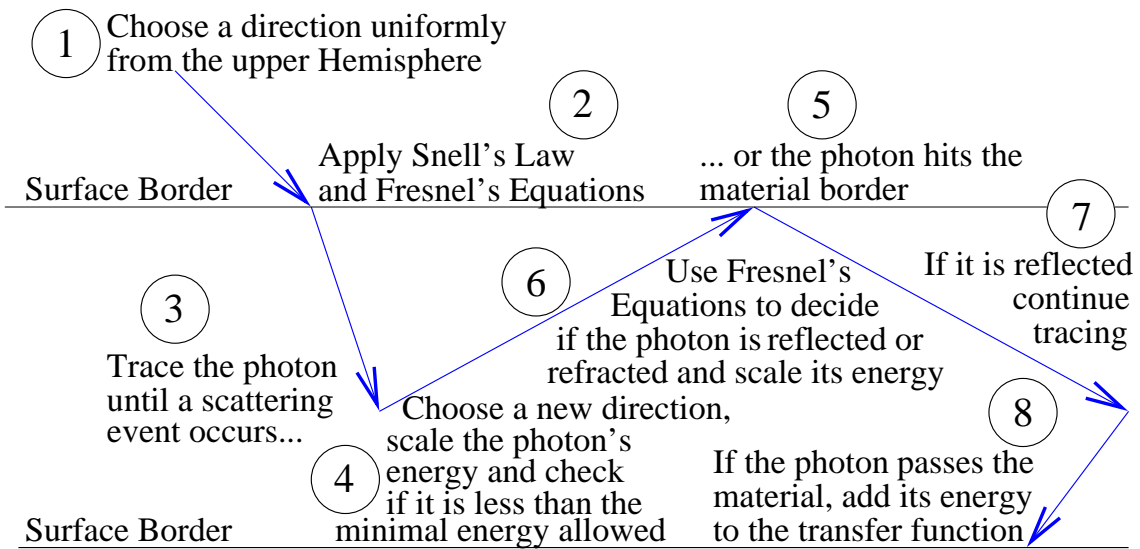 1
Choose a direction uniformly
from the upper Hemisphere
2
Apply Snell's Law
and Fresnel's Equations
Surface Border
3
Trace the photon
until a scattering
event occurs...
4
Choose a new direction,
scale the photon's
energy and check
if it is less than the
minimal energy allowed
5
... or the photon hits the
material border
6
Use Fresnel's
Equations to decide
if the photon is reflected or
refracted and scale its energy
7
If it is reflected
continue
tracing
8
If the photon passes the
material, add its energy
to the transfer function
Surface Border